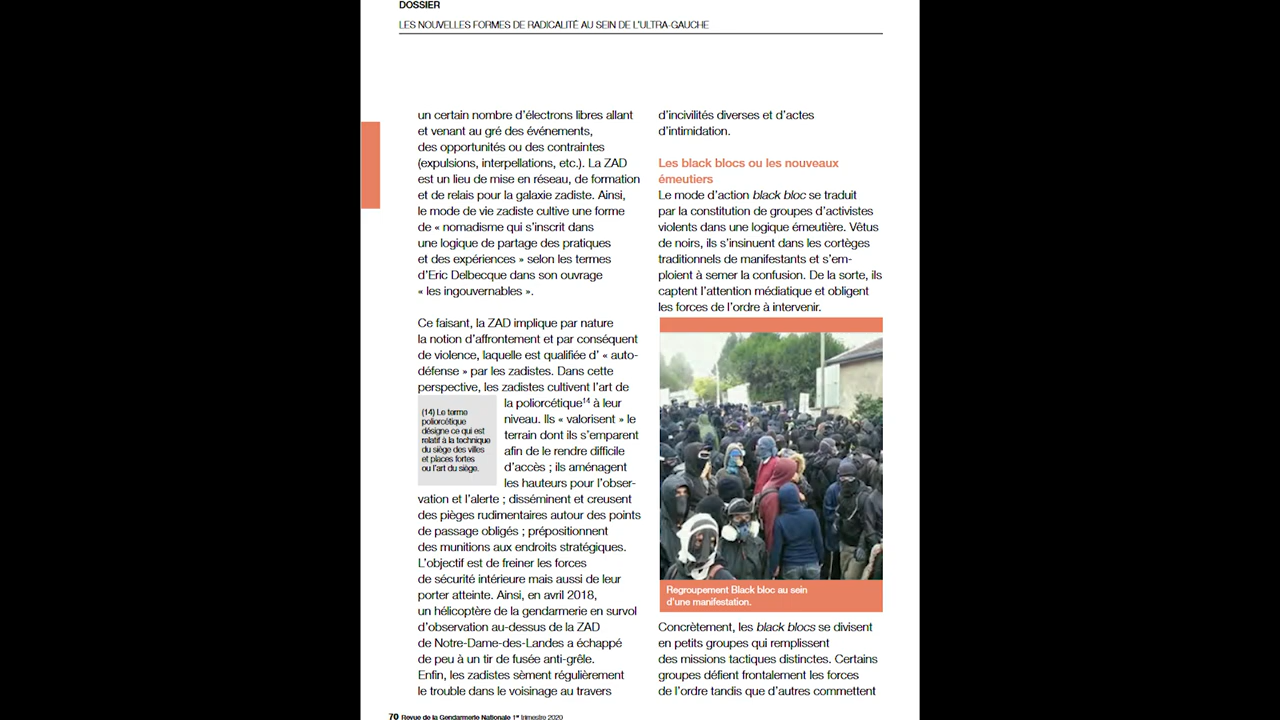 DOSSIER
LES NOUVELLES FORMES DE RADICALITÉ AU SEIN DE L'ULTRA-GAUCHE
un certain nombre d'électrons libres allant
et venant au gré des événements,
des opportunités ou des contraintes
(expulsions, interpellations, etc.). La ZAD
est un lieu de mise en réseau, de formation
et de relais pour la galaxie zadiste. Ainsi,
le mode de vie zadiste cultive une forme
de « nomadisme qui s'inscrit dans
une logique de partage des pratiques
et des expériences » selon les termes
d'Eric Delbecque dans son ouvrage
« les ingouvernables ».
Ce faisant, la ZAD implique par nature
la notion d'affrontement et par conséquent
de violence, laquelle est qualifiée d' « auto-
défense » par les zadistes. Dans cette
perspective, les zadistes cultivent l'art de
la poliorcétique¹⁴ à leur
niveau. Ils « valorisent » le
terrain dont ils s'emparent
afin de le rendre difficile
d'accès ; ils aménagent
les hauteurs pour l'obser-
vation et l'alerte ; disséminent et creusent
des pièges rudimentaires autour des points
de passage obligés ; prépositionnent
des munitions aux endroits stratégiques.
L'objectif est de freiner les forces
de sécurité intérieure mais aussi de leur
porter atteinte. Ainsi, en avril 2018,
un hélicoptère de la gendarmerie en survol
d'observation au-dessus de la ZAD
de Notre-Dame-des-Landes a échappé
de peu à un tir de fusée anti-grêle.
Enfin, les zadistes sèment régulièrement
le trouble dans le voisinage au travers
(14) Le terme
poliorcétique
désigne ce qui est
relatif à la technique
du siège des villes
et places fortes
ou l'art du siège.
d'incivilités diverses et d'actes
d'intimidation.
Les black blocs ou les nouveaux
émeutiers
Le mode d'action black bloc se traduit
par la constitution de groupes d'activistes
violents dans une logique émeutière. Vêtus
de noirs, ils s'insinuent dans les cortèges
traditionnels de manifestants et s'em-
ploient à semer la confusion. De la sorte, ils
captent l'attention médiatique et obligent
les forces de l'ordre à intervenir.
Regroupement Black bloc au sein
d'une manifestation.
Concrètement, les black blocs se divisent
en petits groupes qui remplissent
des missions tactiques distinctes. Certains
groupes défient frontalement les forces
de l'ordre tandis que d'autres commettent
70 Revue de la Gendarmerie Nationale 1er trimestre 2020